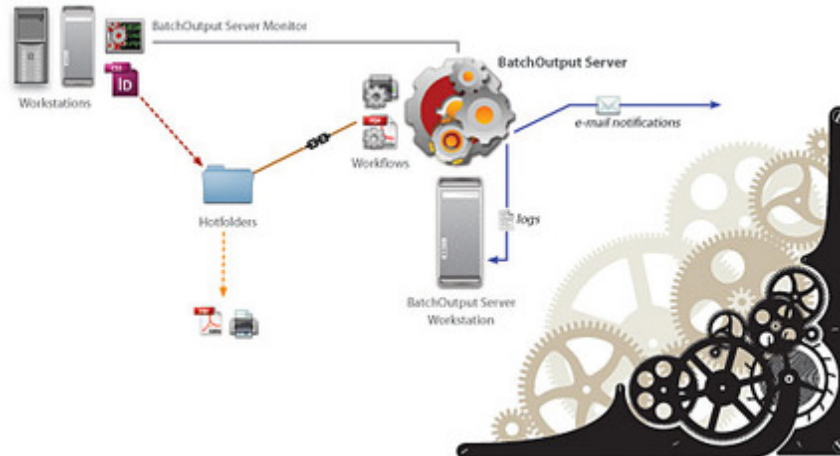 BatchOutput Server Monitor
Workstations
ID
BatchOutput Server
Workflows
e-mail notifications
Hotfolders
logs
BatchOutput Server
Workstation